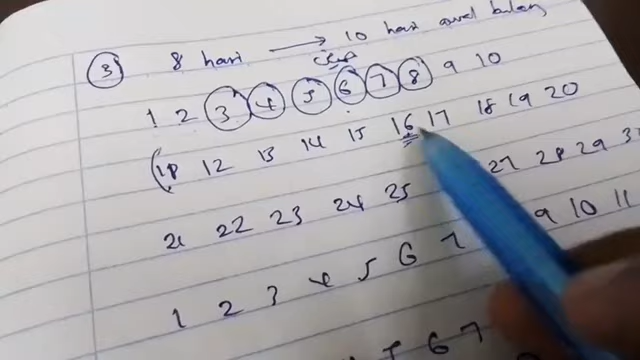 3 8 hari → 10 hari awal bulan
1 2 3 4 5 6 7 8 9 10
12 13 14 15 16 17 18 19 20
21 22 23 24 25 27 28 29
1 2 3 4 5 6 7 9 10 11
6 7